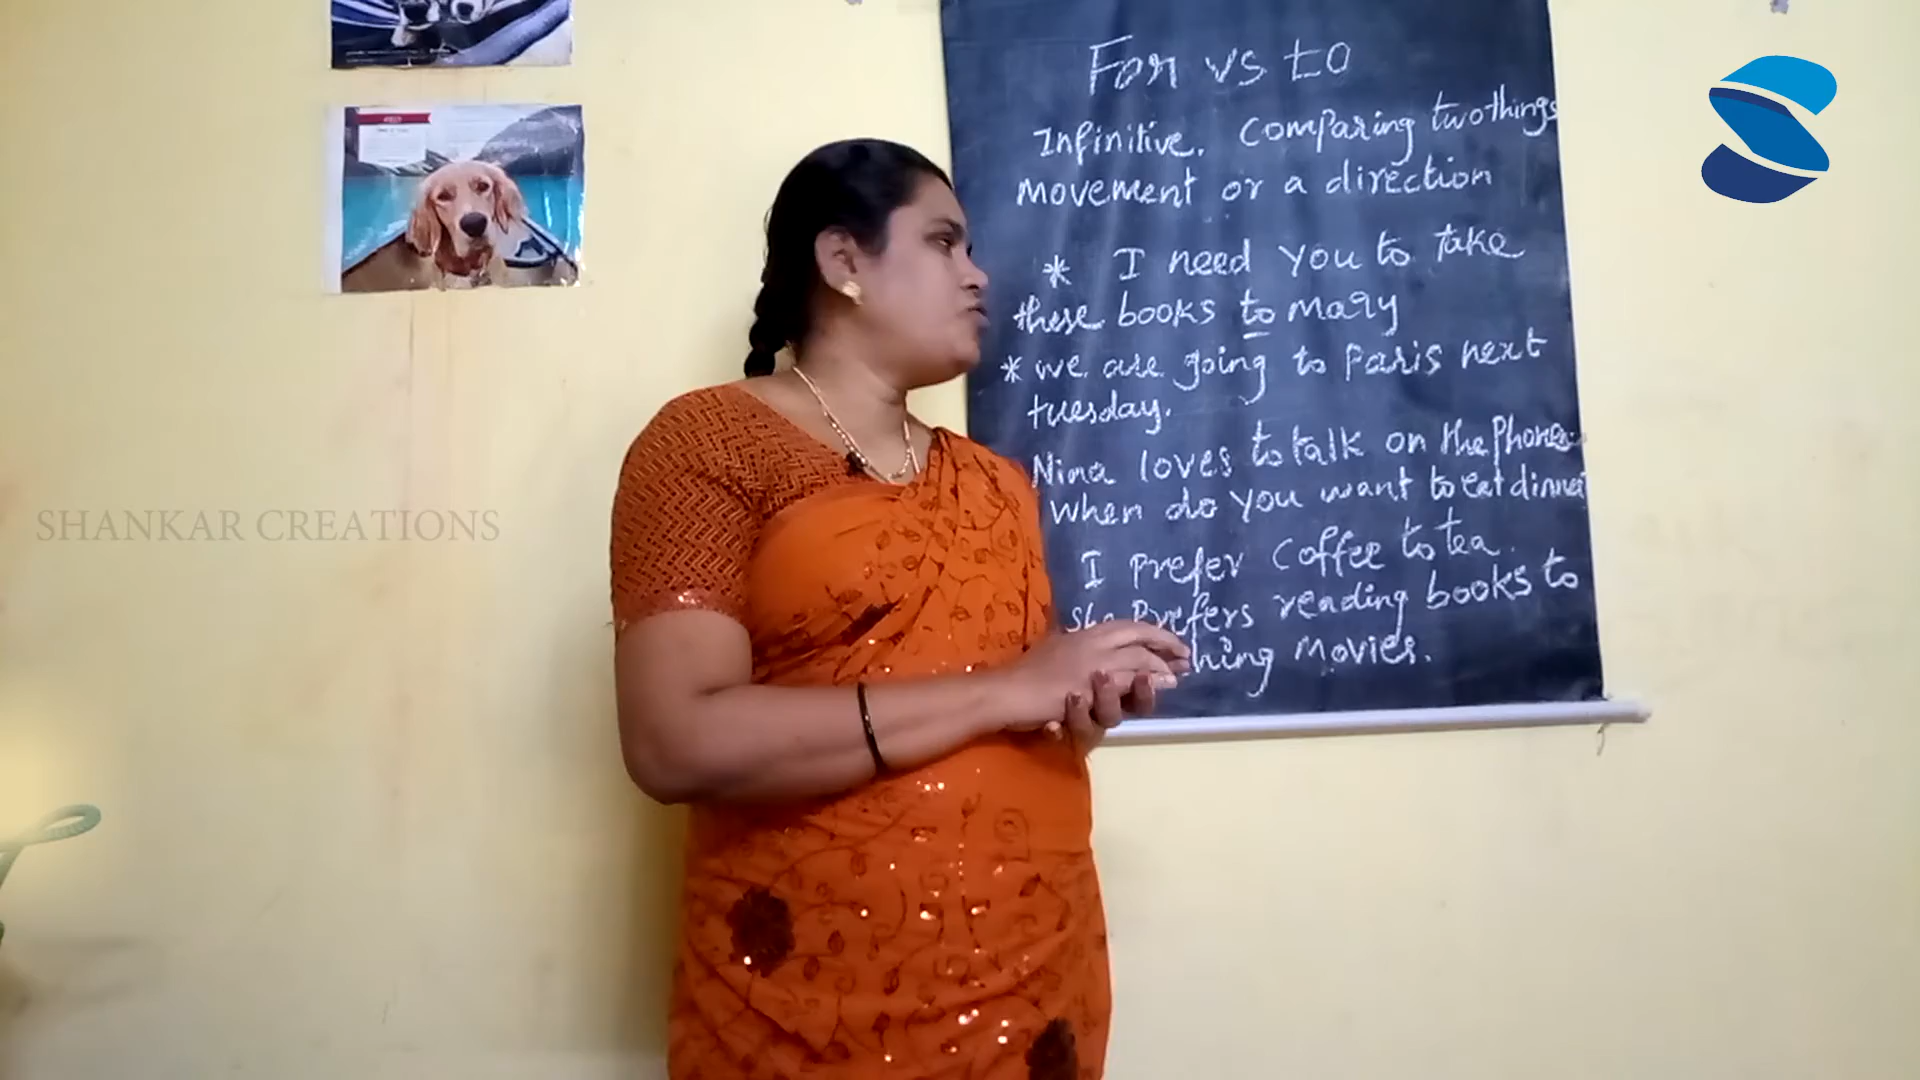 For vs to
Infinitive. Comparing two things
movement or a direction
* I need you to take
these books to mary
* we are going to Paris next
tuesday.
Nina loves to talk on the Phone.
When do you want to eat dinner
I Prefer Coffee to tea.
She Prefers reading books to
hing Movies.
SHANKAR CREATIONS